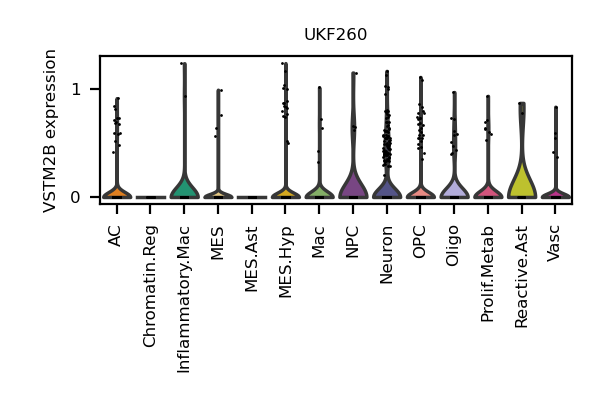 UKF260
VSTM2B expression
1
0
AC
Chromatin.Reg
Inflammatory.Mac
MES
MES.Ast
MES.Hyp
Mac
NPC
Neuron
OPC
Oligo
Prolif.Metab
Reactive.Ast
Vasc